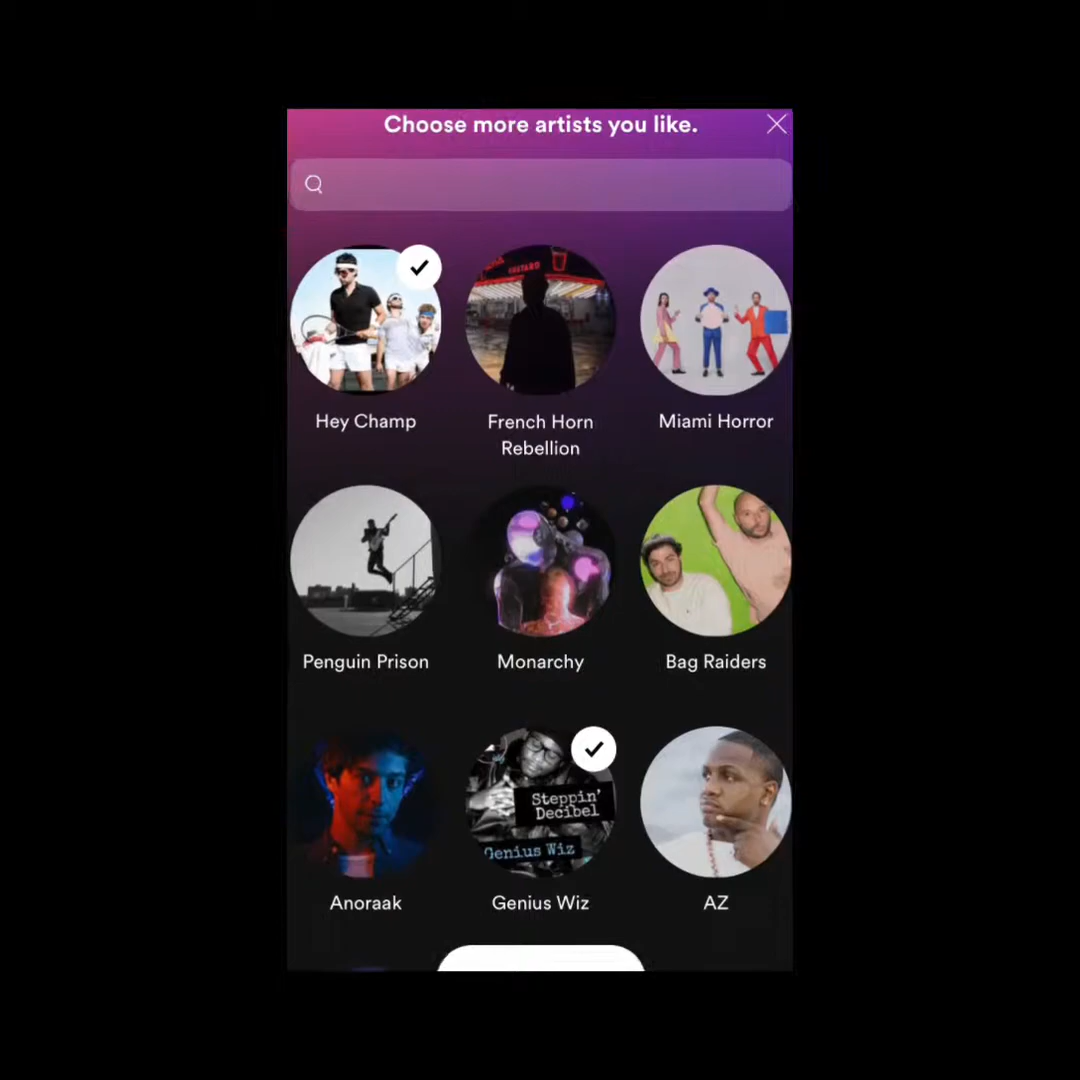 Choose more artists you like.
CUSTARD
Hey Champ
French Horn
Rebellion
Miami Horror
Penguin Prison
Monarchy
Bag Raiders
Steppin'
Decibel
Genius Wiz
Anoraak
Genius Wiz
AZ